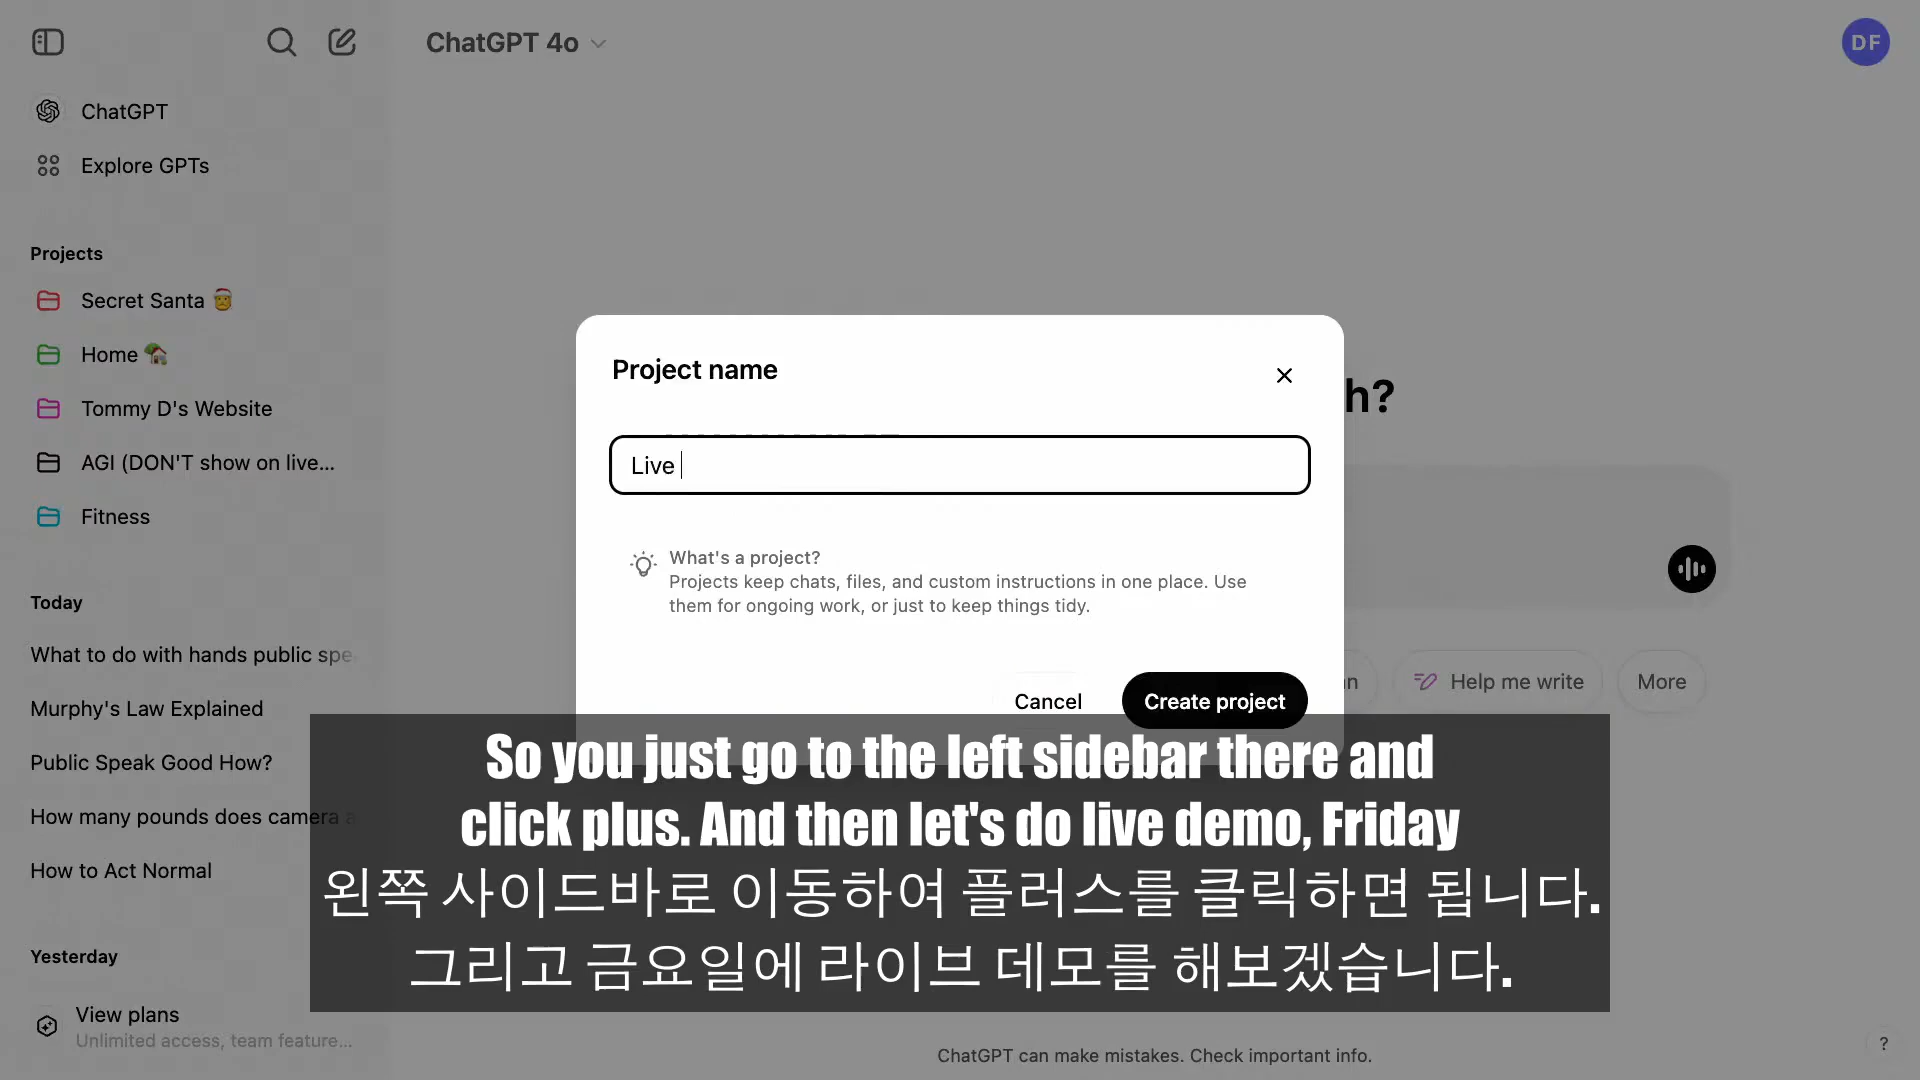 ChatGPT 4o
DF
ChatGPT
Explore GPTs
Projects
Secret Santa 🎅
Home 🏡
Tommy D's Website
AGI (DON'T show on live...
Fitness
Today
What to do with hands public spe
Murphy's Law Explained
Public Speak Good How?
How many pounds does camera a
How to Act Normal
Yesterday
View plans
Unlimited access, team feature...
h?
Project name
Live
What's a project?
Projects keep chats, files, and custom instructions in one place. Use
them for ongoing work, or just to keep things tidy.
Cancel
Create project
n
Help me write
More
So you just go to the left sidebar there and
click plus. And then let's do live demo, Friday
왼쪽 사이드바로 이동하여 플러스를 클릭하면 됩니다.
그리고 금요일에 라이브 데모를 해보겠습니다.
ChatGPT can make mistakes. Check important info.
?